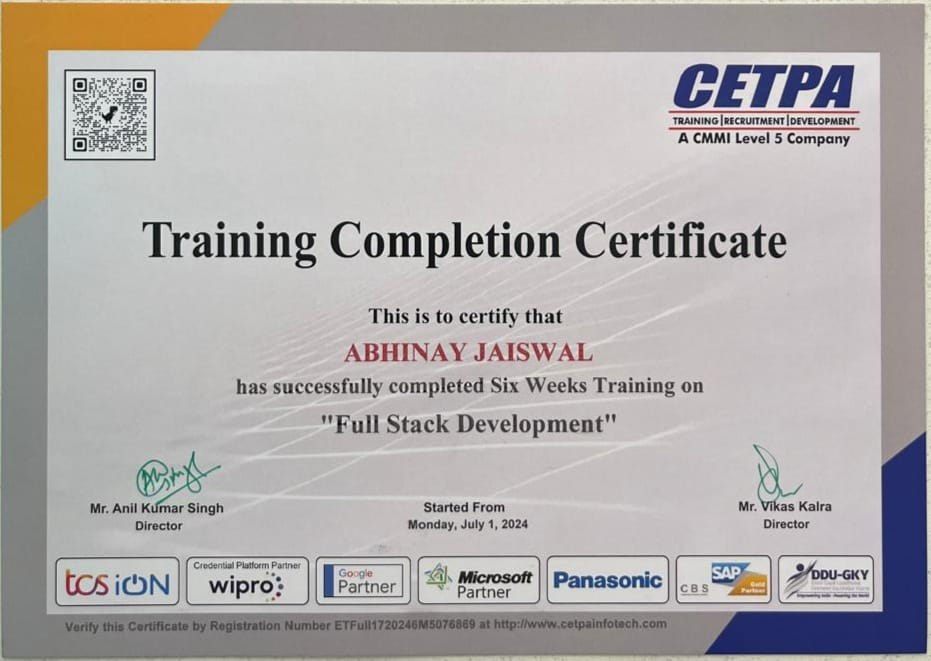 CETPA
TRAINING|RECRUITMENT|DEVELOPMENT
A CMMI Level 5 Company
Training Completion Certificate
This is to certify that
ABHINAY JAISWAL
has successfully completed Six Weeks Training on
"Full Stack Development"
Mr. Anil Kumar Singh
Director
Started From
Monday, July 1, 2024
Mr. Vikas Kalra
Director
tcs iON
Credential Platform Partner
wipro
Google
Partner
Microsoft
Partner
Panasonic
CBS
SAP
Gold
Partner
DDU-GKY
Verify this Certificate by Registration Number ETFull1720246M5076869 at http://www.cetpainfotech.com